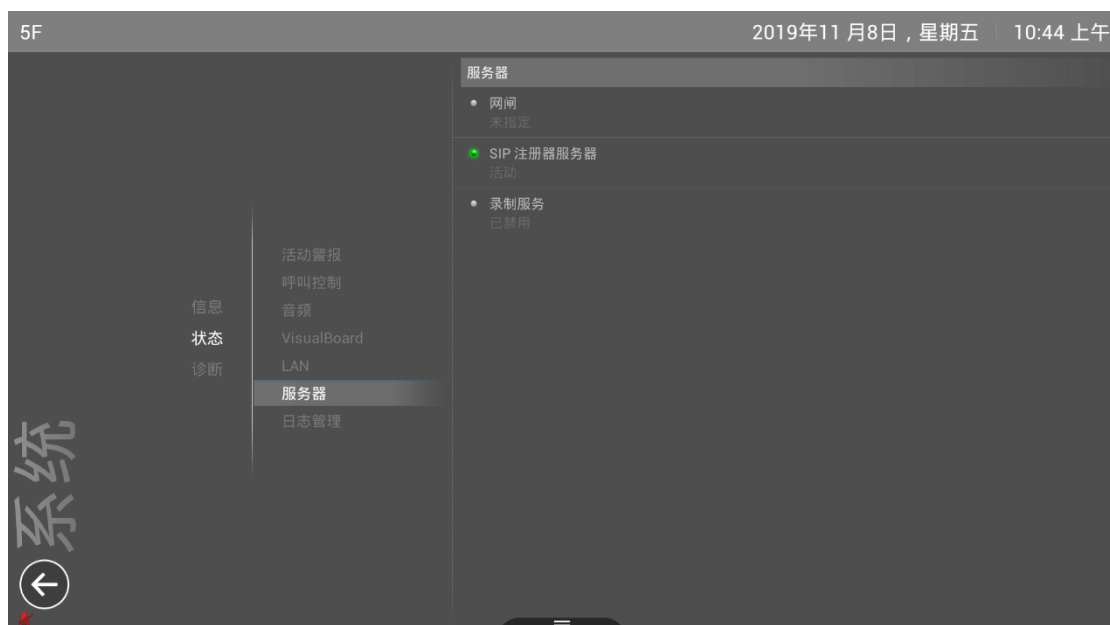 5F
2019年11月8日，星期五
10:44 上午
服务器
网闸
未指定
SIP 注册器服务器
活动
录制服务
已禁用
信息
状态
诊断
活动警报
呼叫控制
音频
VisualBoard
LAN
服务器
日志管理
系统